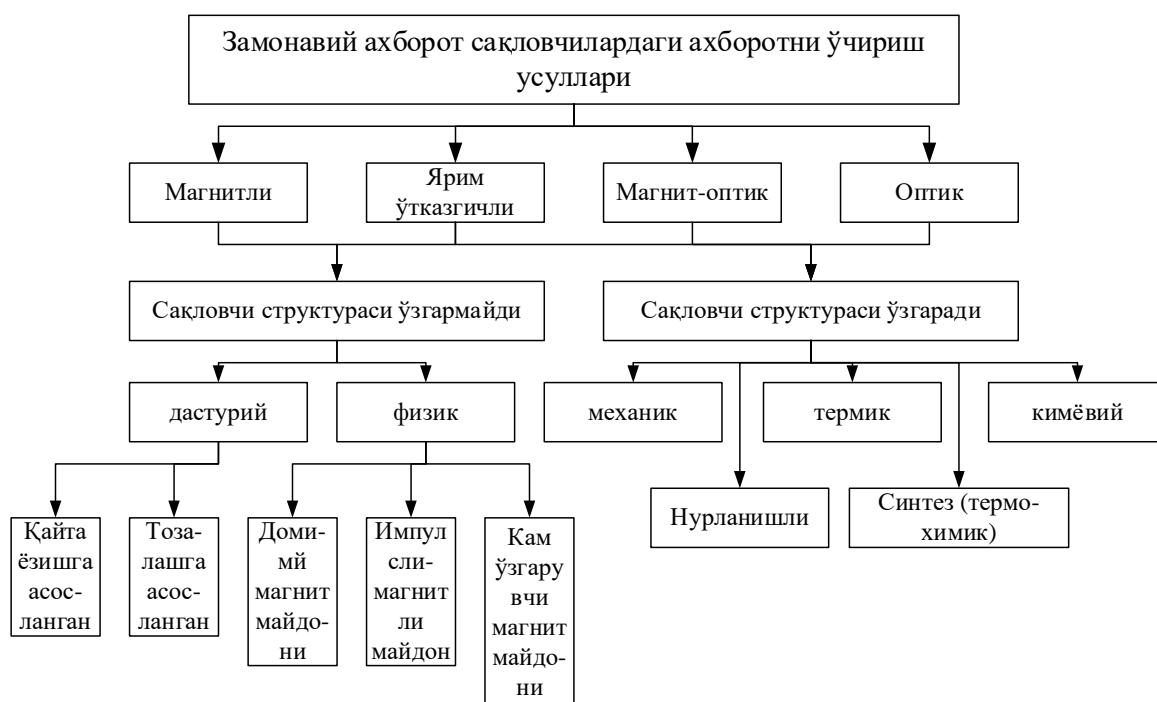 Замонавий ахборот сақловчилардаги ахборотни ўчириш
усуллари
Магнитли
Ярим
ўтказгичли
Магнит-оптик
Оптик
Сақловчи структураси ўзгармайди
Сақловчи структураси ўзгаради
дастурий
физик
механик
термик
кимёвий
Нурланишли
Синтез (термо-
химик)
Қайта
ёзишга
асос-
ланган
Тоза-
лашга
асос-
ланган
Доми-
мй
магнит
майдо-
ни
Импул
сли-
магнит
ли
майдон
Кам
ўзгару
вчи
магнит
майдо-
ни